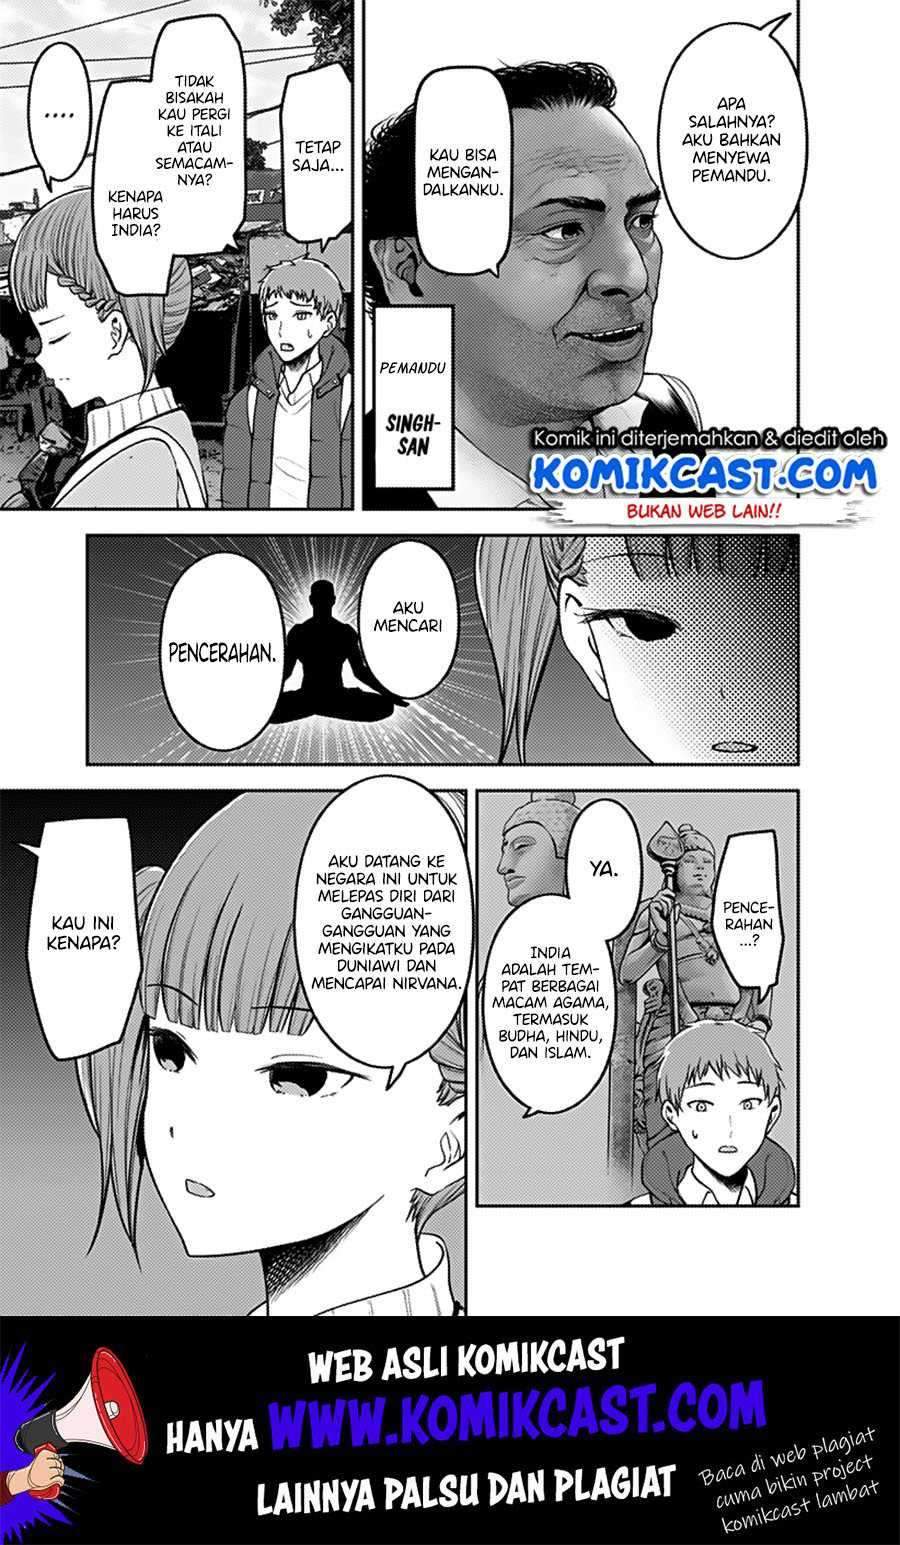 APA
SALAHNYA?
AKU BAHKAN
MENYEWA
PEMANDU.
KAU BISA
MENGAN-
DALKANKU.
PEMANDU
SINGH-
SAN
TETAP
SAJA...
TIDAK
BISAKAH
KAU PERGI
KE ITALI
ATAU
SEMACAM-
NYA?
KENAPA
HARUS
INDIA?
....
Komik ini diterjemahkan & diedit oleh
KOMIKCAST.COM
BUKAN WEB LAIN!!
AKU
MENCARI
PENCERAHAN.
PENCE-
RAHAN
...?
YA.
INDIA
ADALAH TEM-
PAT BERBAGAI
MACAM AGAMA,
TERMASUK
BUDHA, HINDU,
DAN ISLAM.
AKU DATANG KE
NEGARA INI UNTUK
MELEPAS DIRI DARI
GANGGUAN-
GANGGUAN YANG
MENGIKATKU PADA
DUNIAWI DAN
MENCAPAI NIRVANA.
KAU INI
KENAPA?
WEB ASLI KOMIKCAST
HANYA WWW.KOMIKCAST.COM
LAINNYA PALSU DAN PLAGIAT
Baca di web plagiat
cuma bikin project
komikcast lambat